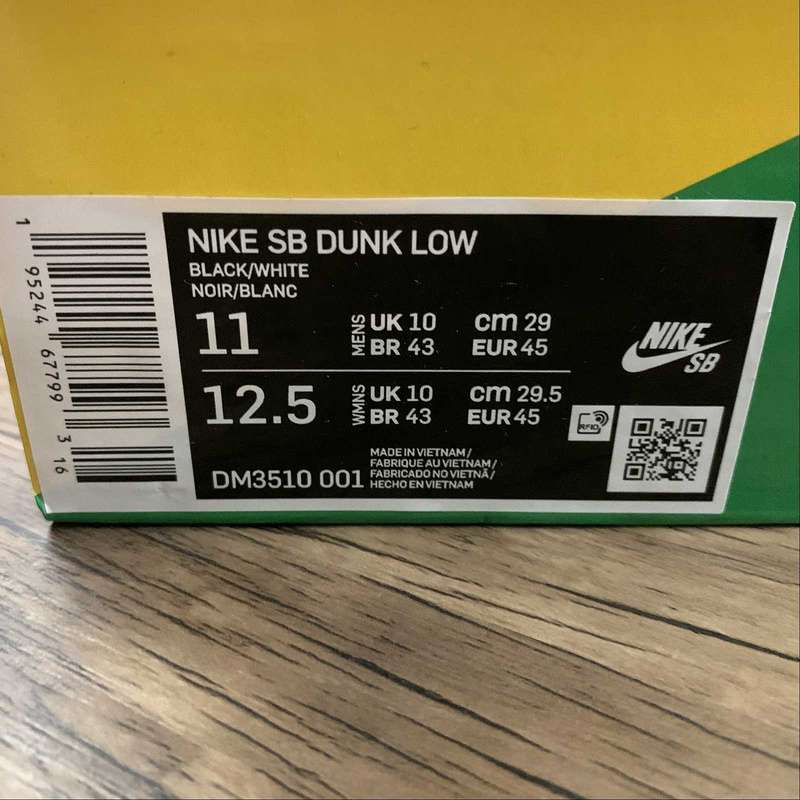 1 95244 67799 3 16
NIKE SB DUNK LOW
BLACK/WHITE
NOIR/BLANC
11 MENS UK 10 cm 29
BR 43 EUR 45
12.5 WMNS UK 10 cm 29.5
BR 43 EUR 45
NIKE
SB
RFID
DM3510 001
MADE IN VIETNAM/
FABRIQUE AU VIETNAM/
FABRICADO NO VIETNÃ/
HECHO EN VIETNAM